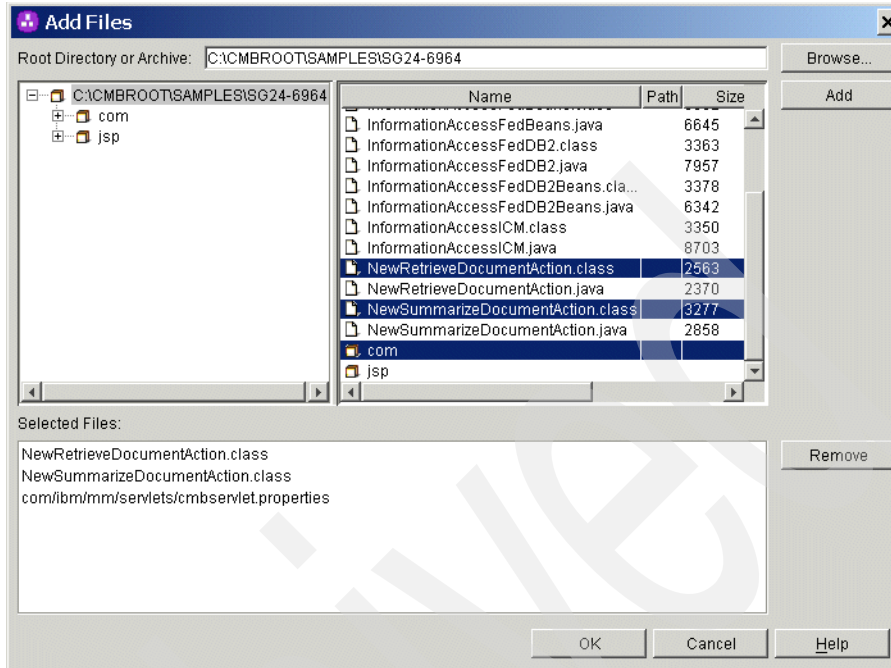 Add Files
Root Directory or Archive: C:\CMBROOT\SAMPLES\SG24-6964 Browse...
C:\CMBROOT\SAMPLES\SG24-6964
com
jsp
Name Path Size
InformationAccessFedBeans.java 6645
InformationAccessFedDB2.class 3363
InformationAccessFedDB2.java 7957
InformationAccessFedDB2Beans.cla... 3378
InformationAccessFedDB2Beans.java 6342
InformationAccessICM.class 3350
InformationAccessICM.java 8703
NewRetrieveDocumentAction.class 2563
NewRetrieveDocumentAction.java 2370
NewSummarizeDocumentAction.class 3277
NewSummarizeDocumentAction.java 2858
com
jsp
Add
Selected Files:
NewRetrieveDocumentAction.class
NewSummarizeDocumentAction.class
com/ibm/mm/servlets/cmbservlet.properties
Remove
OK Cancel Help